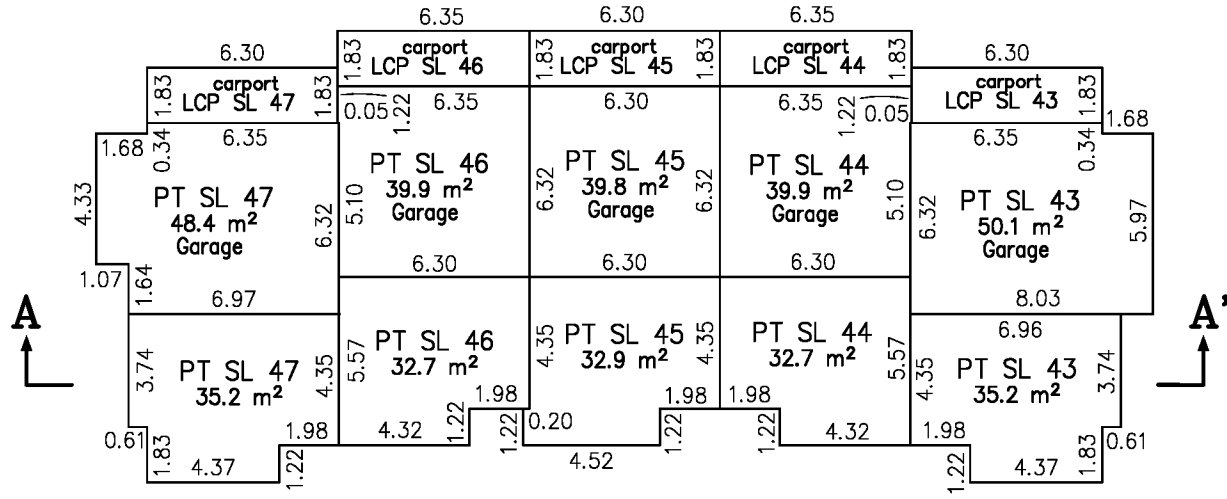 6.35 6.30 6.35
6.30 6.30
carport
LCP SL 47
1.83 1.83
carport
LCP SL 46
1.83
carport
LCP SL 45
1.83 1.83
carport
LCP SL 44
1.83
carport
LCP SL 43
1.83
1.68 0.34 6.35
0.05 1.22 6.35
6.30
6.35 1.22 0.05
6.35 0.34 1.68
4.33
PT SL 47
48.4 m²
Garage
6.32
5.10
PT SL 46
39.9 m²
Garage
6.32
PT SL 45
39.8 m²
Garage
6.32
PT SL 44
39.9 m²
Garage
5.10
6.32
PT SL 43
50.1 m²
Garage
5.97
1.07 1.64 6.97
6.30 6.30 6.30
8.03
6.96
A A'
3.74
PT SL 47
35.2 m²
4.35
5.57
PT SL 46
32.7 m²
4.35
PT SL 45
32.9 m²
4.35
PT SL 44
32.7 m²
5.57
4.35
PT SL 43
35.2 m²
3.74
0.61 1.83 4.37 1.22 1.98
4.32 1.22 1.98
1.22 0.20 4.52 1.98
1.98 1.22 4.32
1.98 1.22 4.37 1.83 0.61